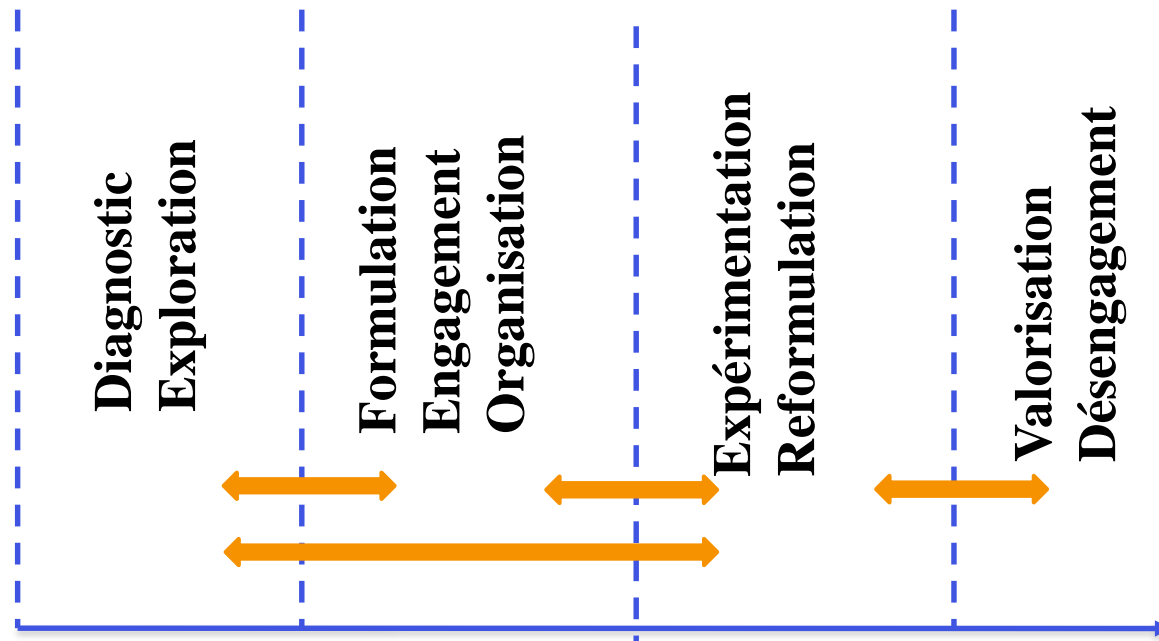 Diagnostic
Exploration
Formulation
Engagement
Organisation
Expérimentation
Reformulation
Valorisation
Désengagement